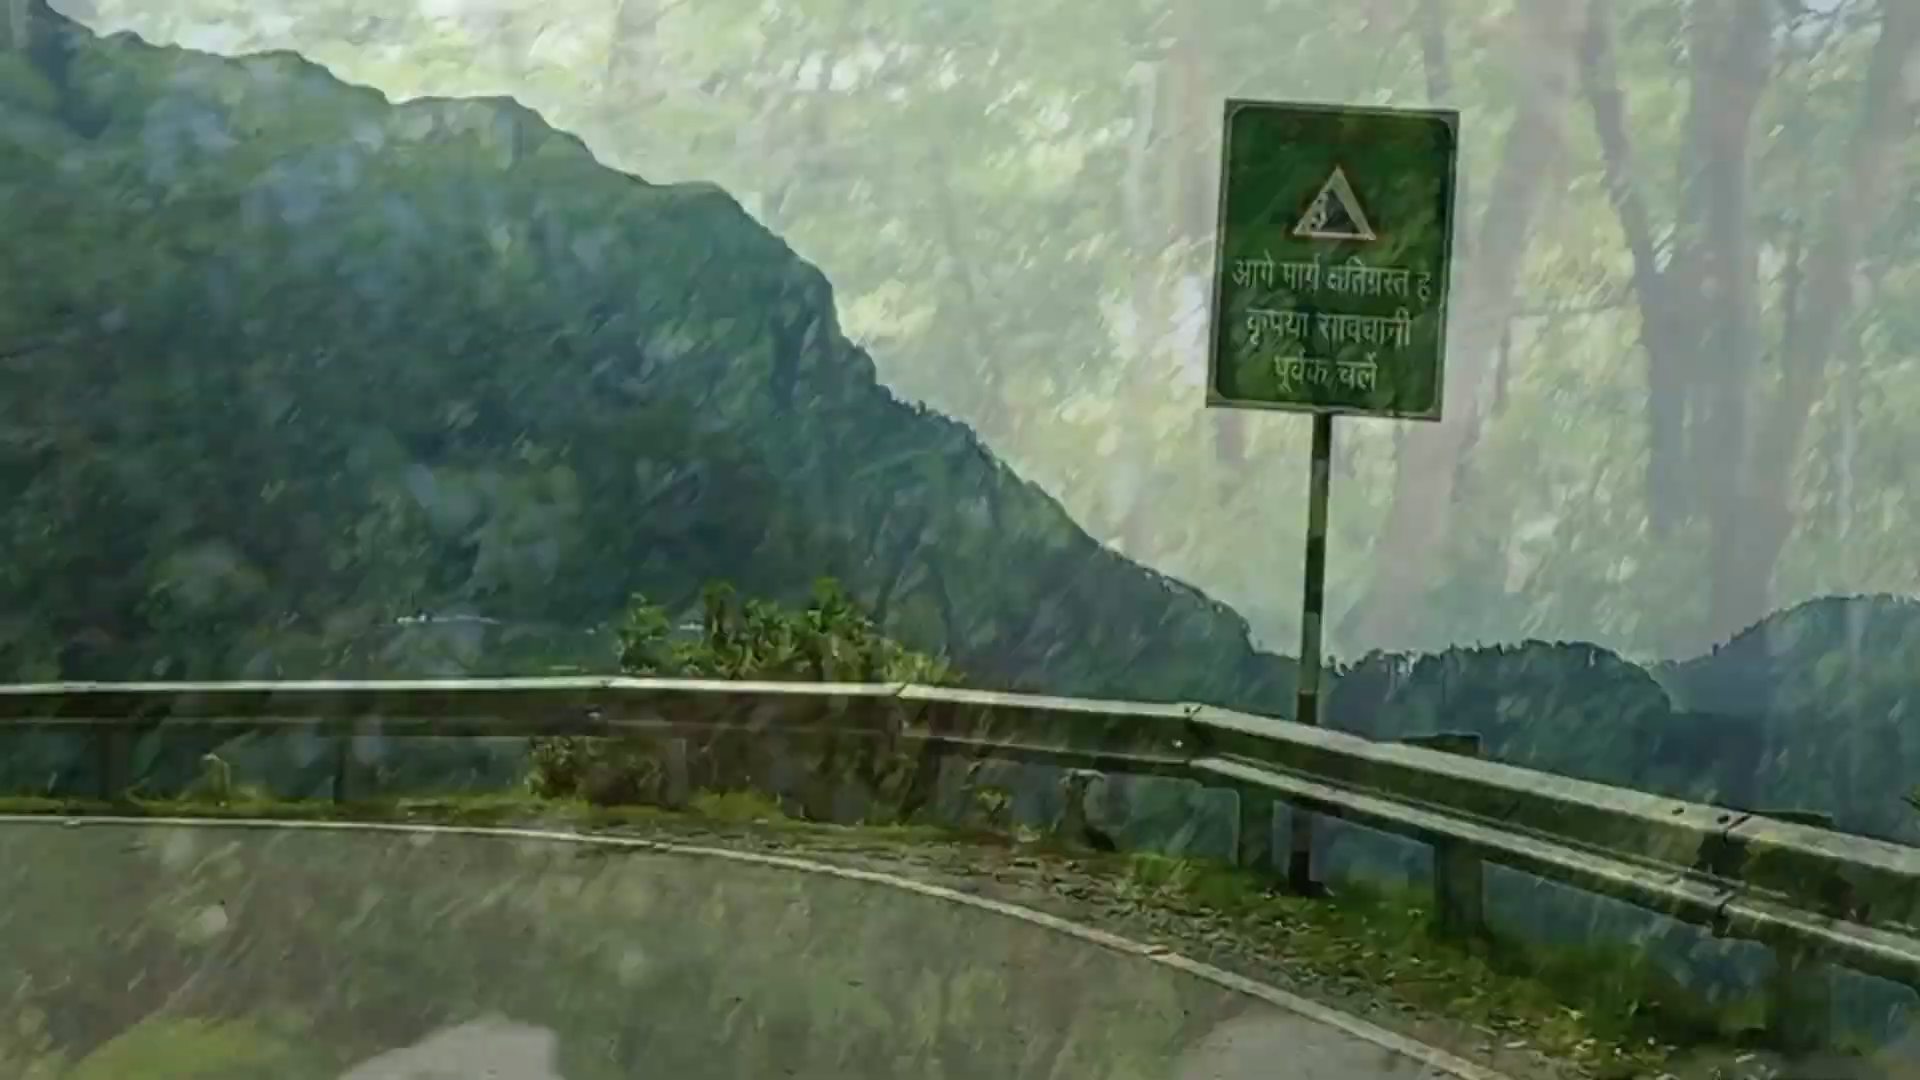 आगे मार्ग क्षतिग्रस्त है
कृपया सावधानी
पूर्वक चलें